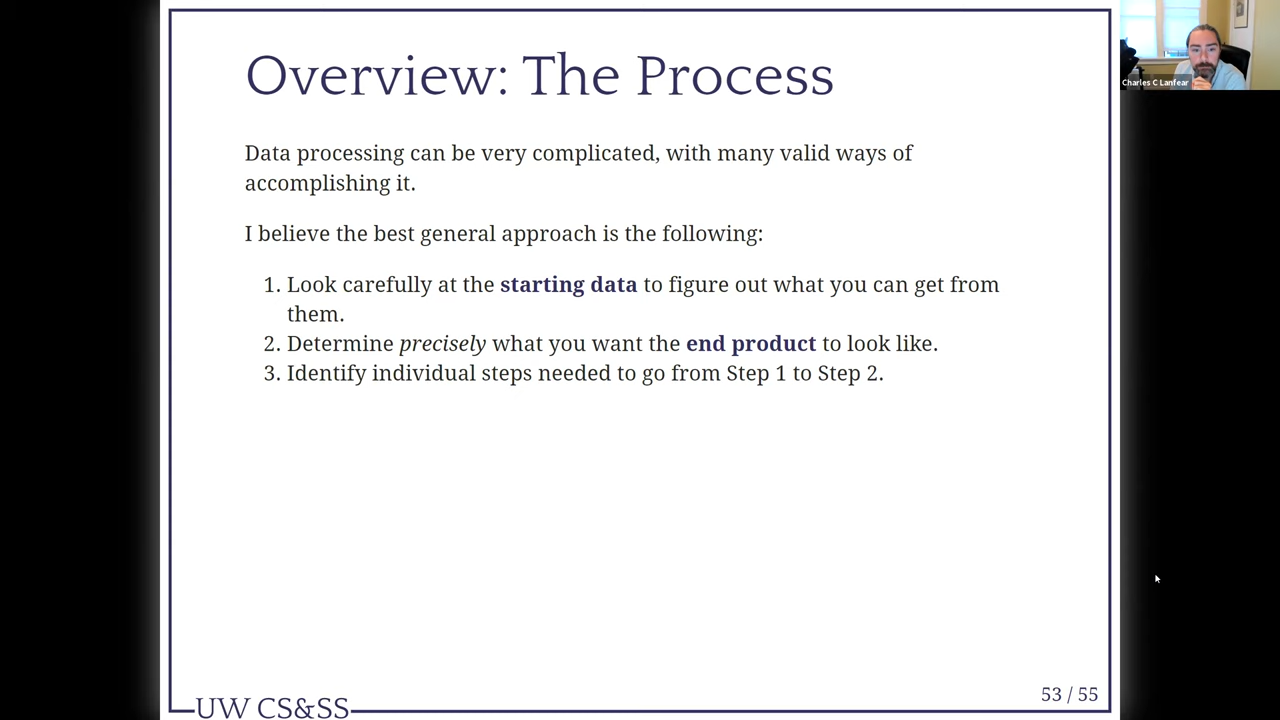 Overview: The Process
Charles C Lanfear
Data processing can be very complicated, with many valid ways of
accomplishing it.
I believe the best general approach is the following:
1. Look carefully at the starting data to figure out what you can get from
them.
2. Determine precisely what you want the end product to look like.
3. Identify individual steps needed to go from Step 1 to Step 2.
53 / 55
UW CS&SS